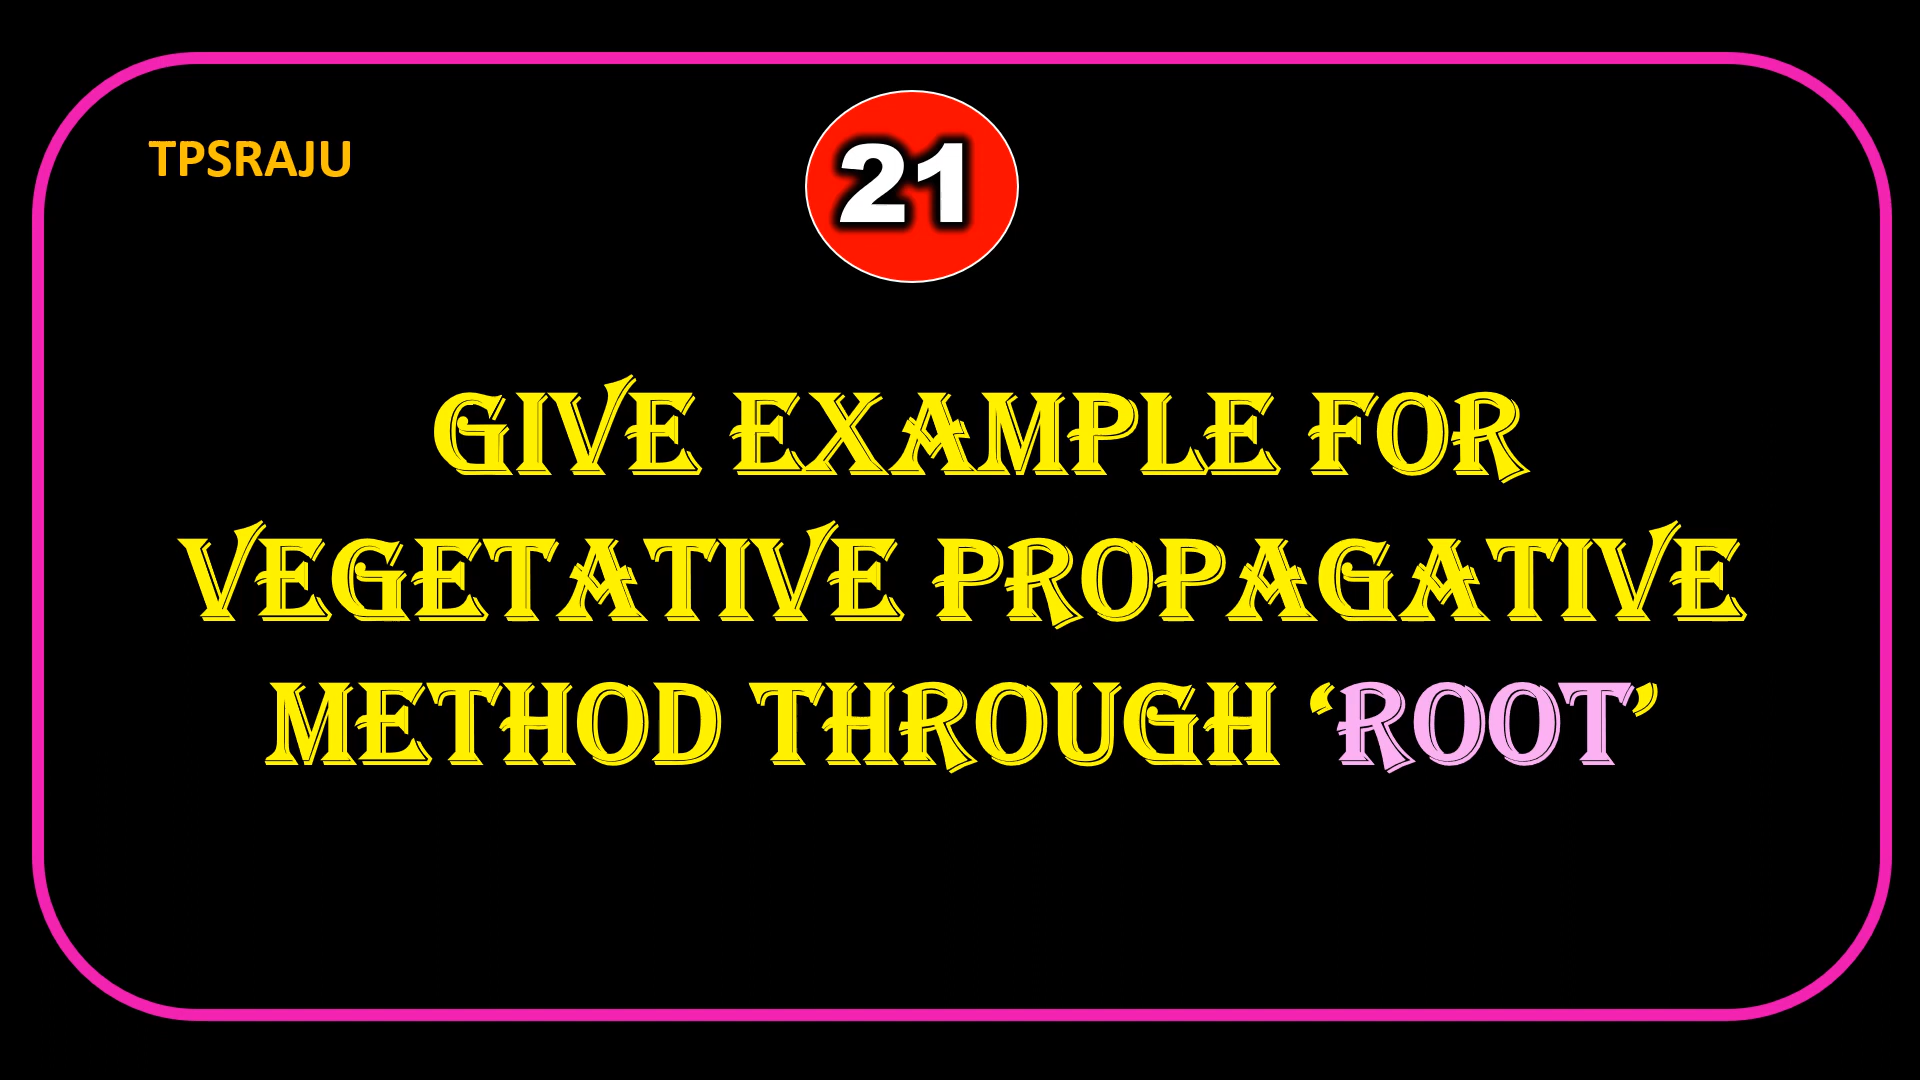 TPSRAJU
21
GIVE EXAMPLE FOR
VEGETATIVE PROPAGATIVE
METHOD THROUGH ‘ROOT’